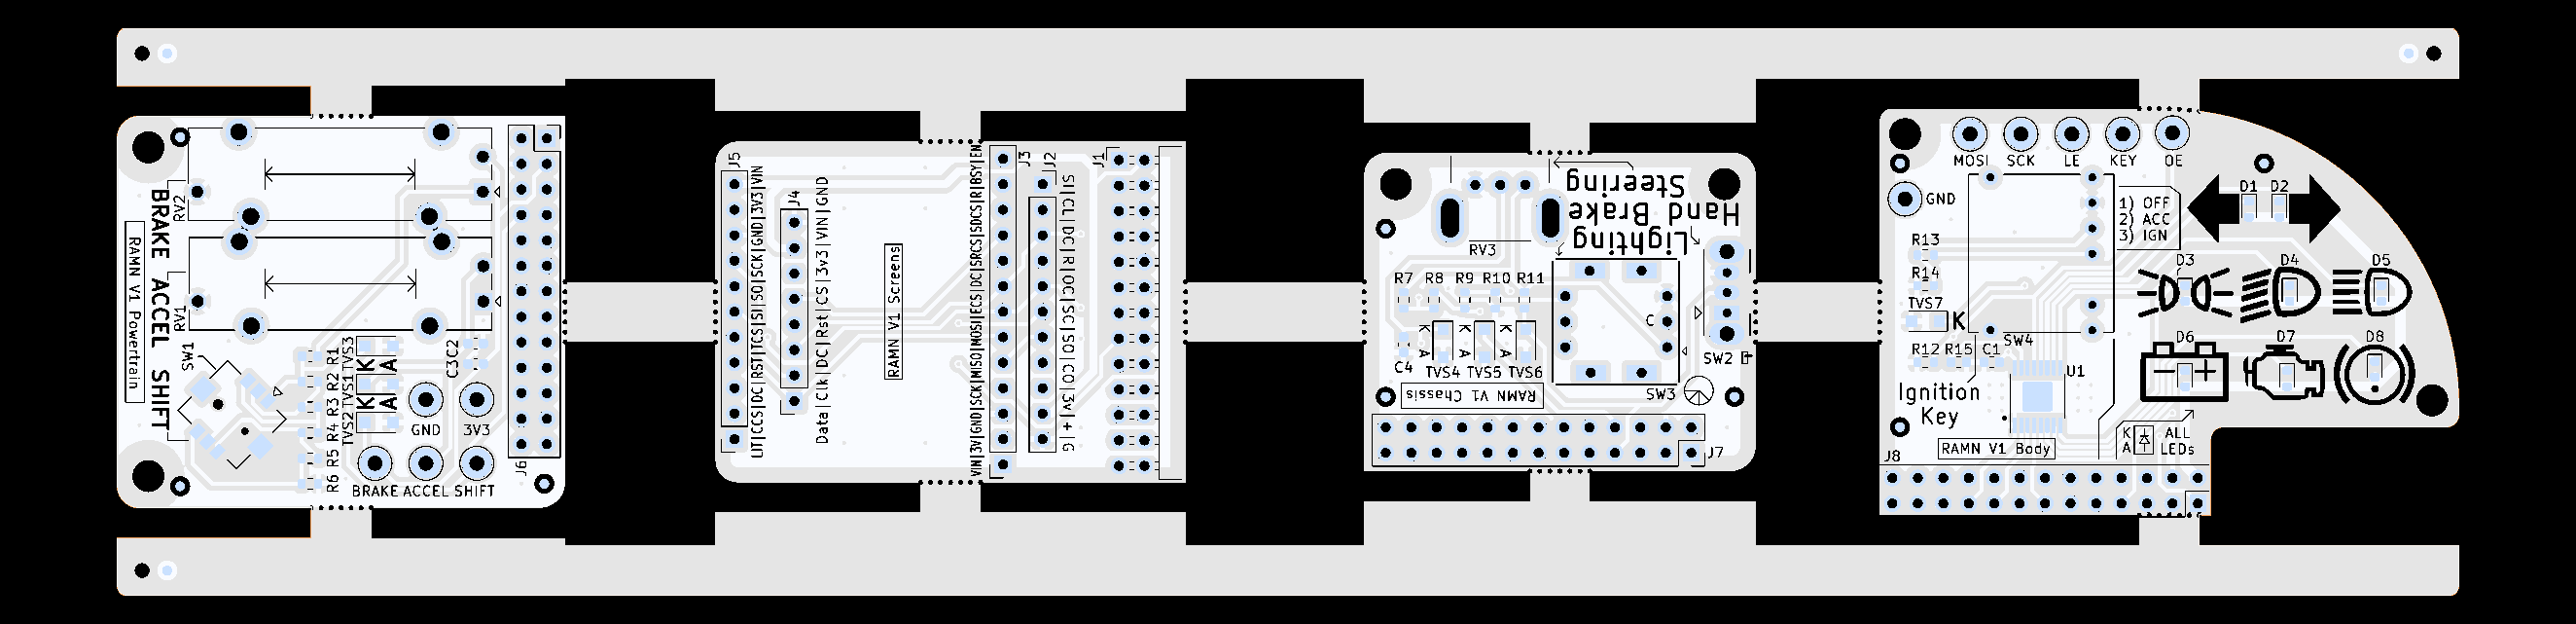 RAMN V1 Powertrain
BRAKE ACCEL SHIFT
RV2
RV1
SW1
R1
R2
R3
R4
R5
R6
TVS3
TVS1
TVS2
K
A
K
A
C3
C2
GND
3V3
BRAKE ACCEL SHIFT
J6
J5
LIT|CCS|DC|RST|TCS|SI|SO|SCK|GND|3V3|VIN
J4
Data|Clk|DC|Rst|CS|3v3|VIN|GND
RAMN V1 Screens
VIN|3V|GND|SCK|MISO|MOSI|ECS|DC|SRCS|SDCS|R|BSY|EN
J3
J2
SI|CL|DC|R|DC|SC|SO|CO|3v|+|G
J1
Steering
Hand Brake
Lighting
RV3
R7 R8 R9 R10 R11
K A
K A
K A
C
C4
TVS4 TVS5 TVS6
SW2
SW3
RAMN V1 Chassis
J7
MOSI SCK LE KEY OE
GND
R13
R14
TVS7
K
R12 R15 C1
SW4
U1
1) OFF
2) ACC
3) IGN
D1 D2
D3
D4
D5
D6
D7
D8
Ignition
Key
RAMN V1 Body
K
A
ALL
LEDs
J8